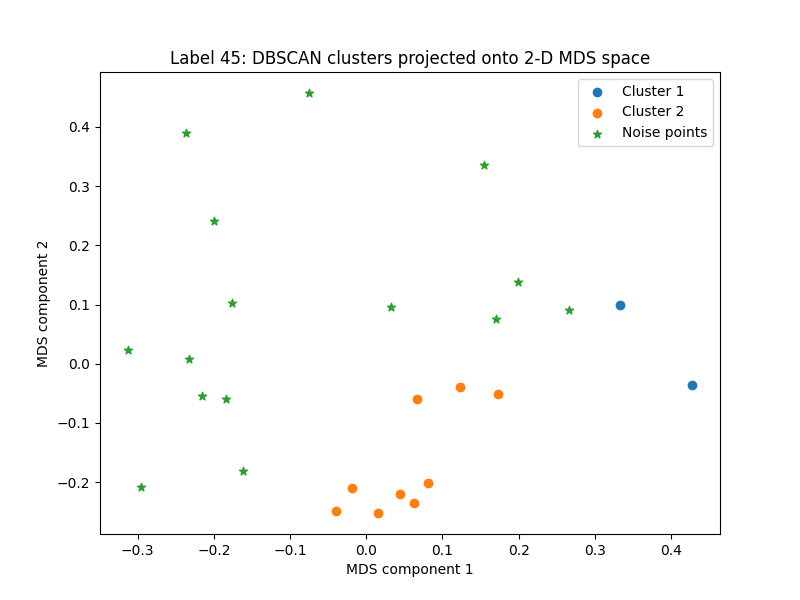 Label 45: DBSCAN clusters projected onto 2-D MDS space
Cluster 1
Cluster 2
Noise points
MDS component 2
0.4
0.3
0.2
0.1
0.0
−0.1
−0.2
−0.3
−0.2
−0.1
0.0
0.1
0.2
0.3
0.4
MDS component 1